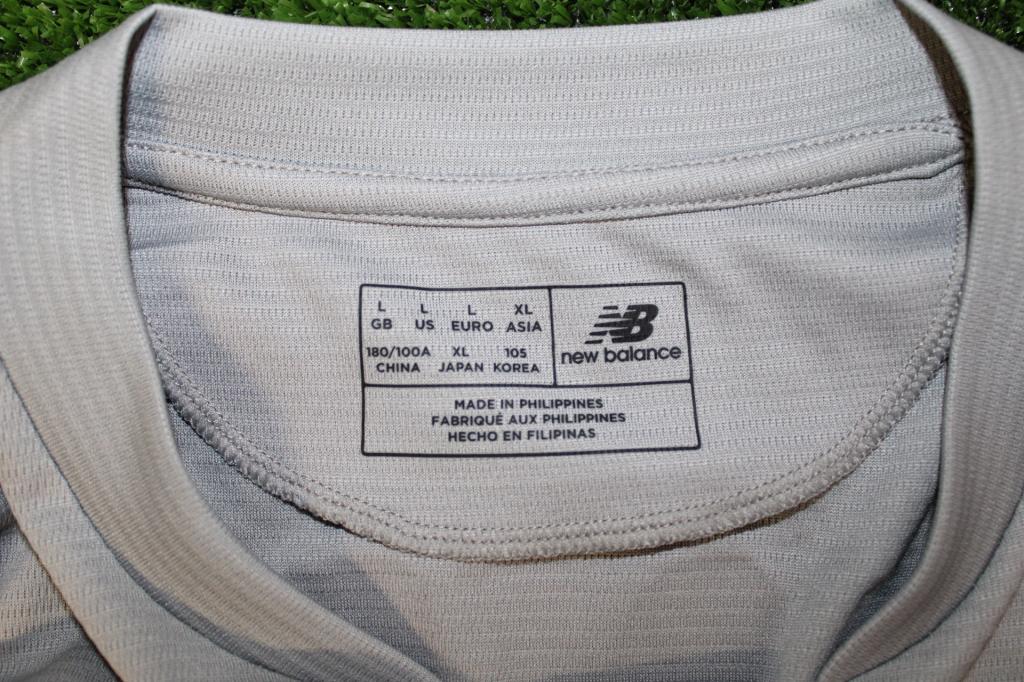 L L L XL
GB US EURO ASIA
180/100A XL 105
CHINA JAPAN KOREA
NB
new balance
MADE IN PHILIPPINES
FABRIQUÉ AUX PHILIPPINES
HECHO EN FILIPINAS